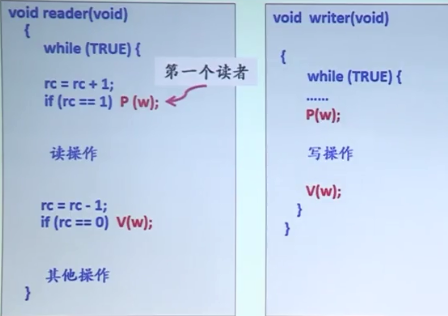 void reader(void)
{
while (TRUE) {
rc = rc + 1;
第一个读者
if (rc == 1) P (w);
读操作
rc = rc - 1;
if (rc == 0) V(w);
其他操作
}
void writer(void)
{
while (TRUE) {
......
P(w);
写操作
V(w);
}
}